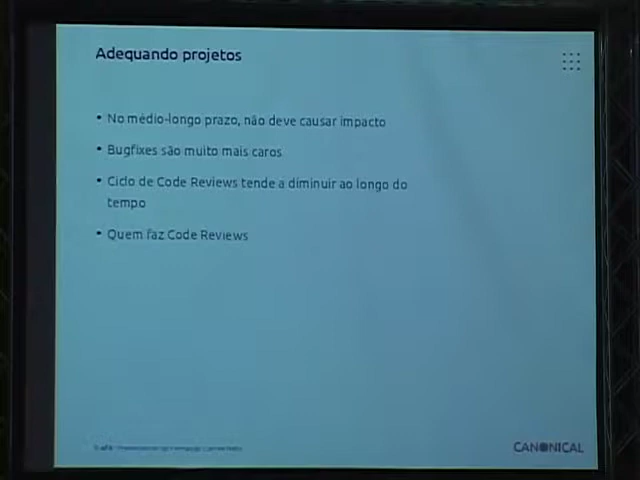 Adequando projetos
• No médio-longo prazo, não deve causar impacto
• Bugfixes são muito mais caros
• Ciclo de Code Reviews tende a diminuir ao longo do
tempo
• Quem faz Code Reviews
CANONICAL